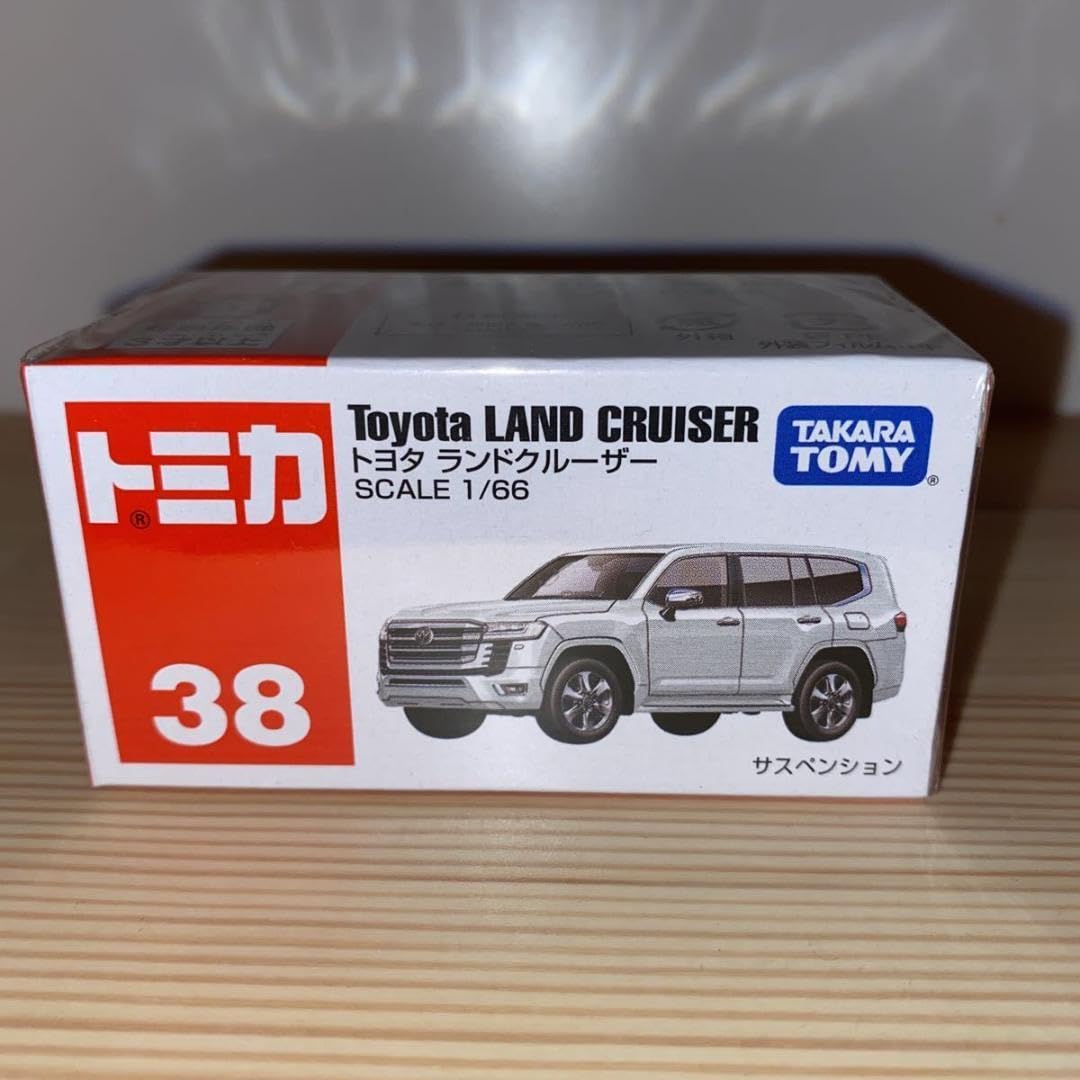 トミカ®
38
Toyota LAND CRUISER
トヨタ ランドクルーザー
SCALE 1/66
TAKARA
TOMY®
サスペンション